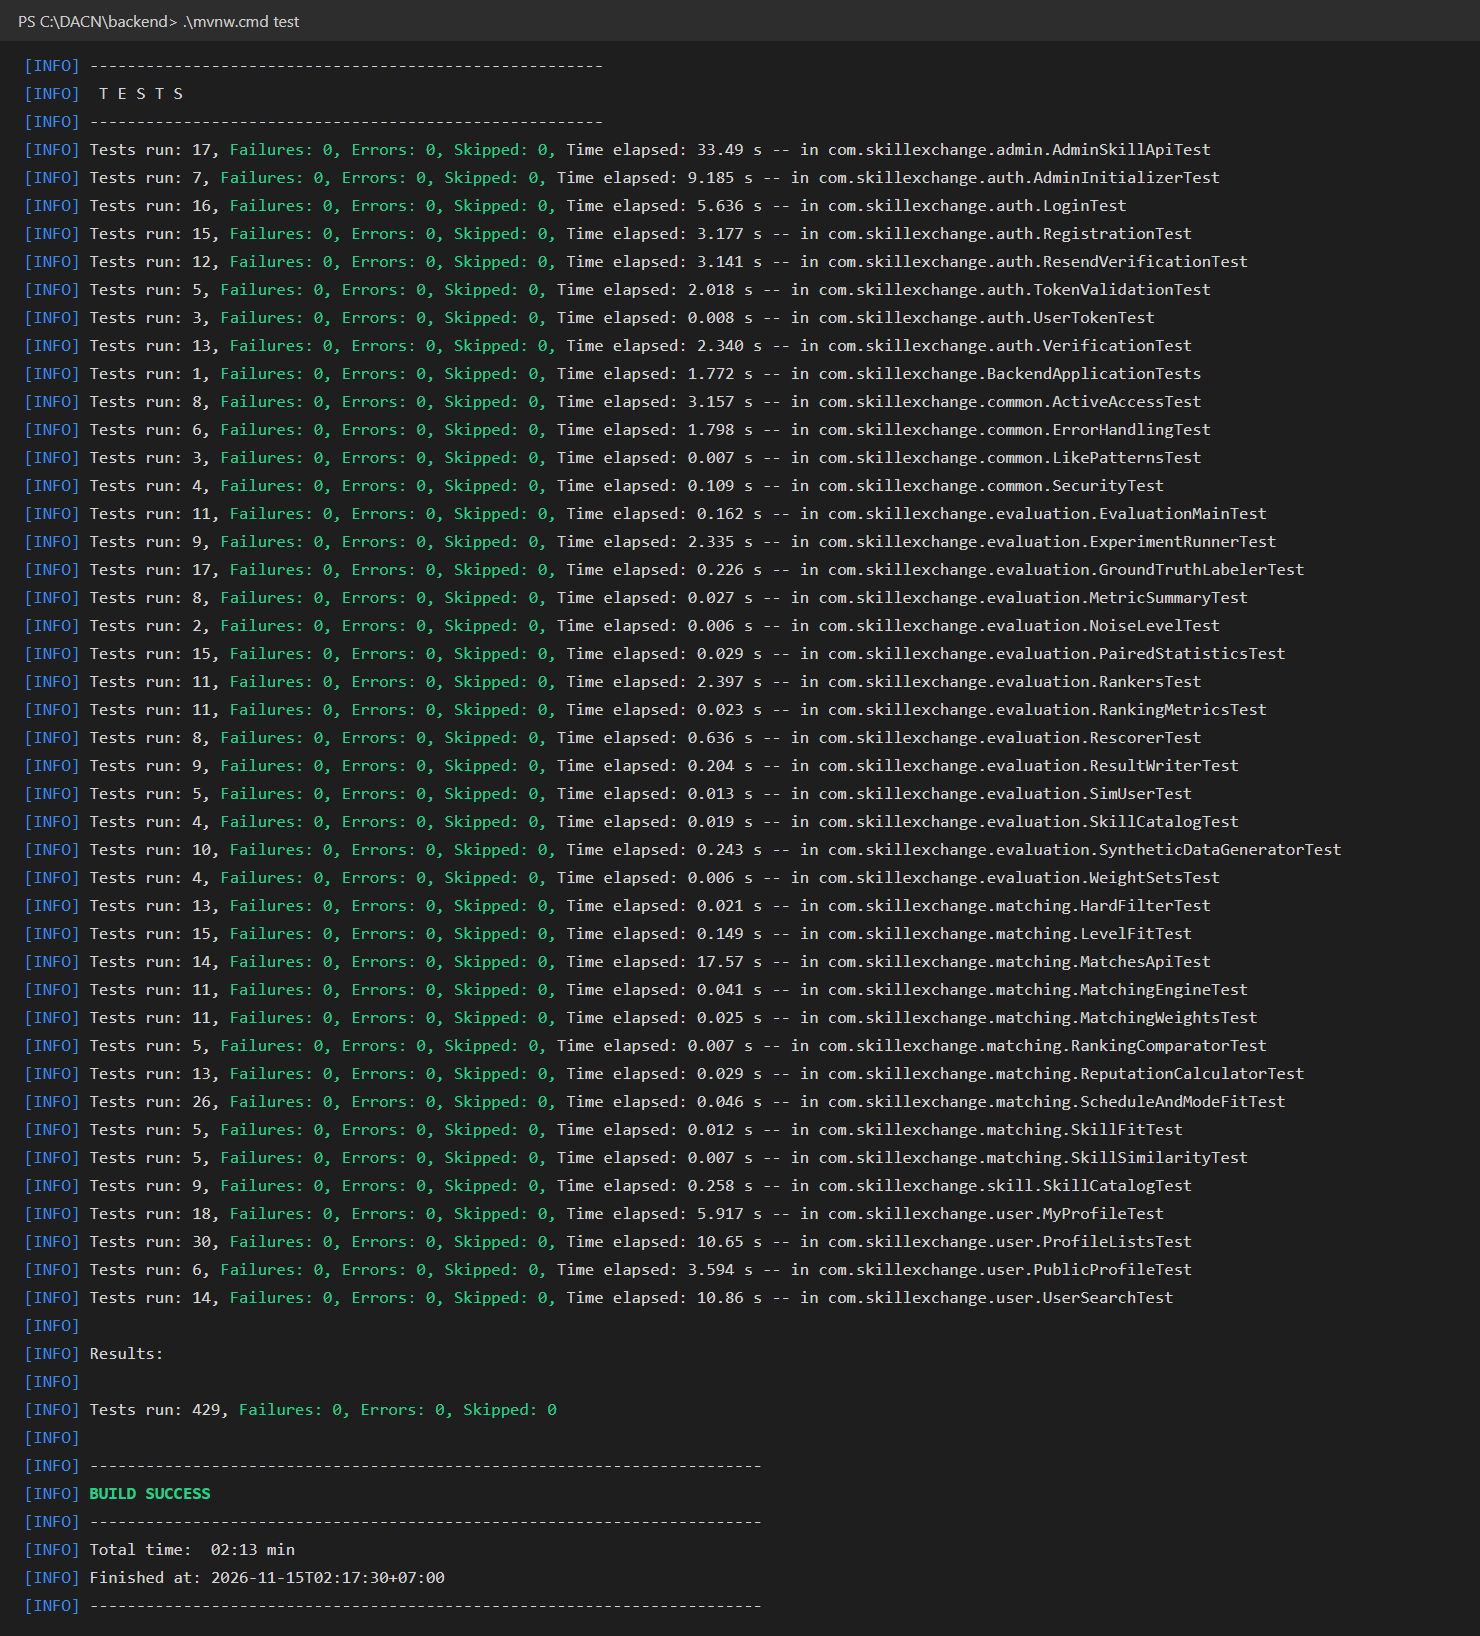 PS C:\DACN\backend> .\mvnw.cmd test
[INFO] -------------------------------------------------------
[INFO]  T E S T S
[INFO] -------------------------------------------------------
[INFO] Tests run: 17, Failures: 0, Errors: 0, Skipped: 0, Time elapsed: 33.49 s -- in com.skillexchange.admin.AdminSkillApiTest
[INFO] Tests run: 7, Failures: 0, Errors: 0, Skipped: 0, Time elapsed: 9.185 s -- in com.skillexchange.auth.AdminInitializerTest
[INFO] Tests run: 16, Failures: 0, Errors: 0, Skipped: 0, Time elapsed: 5.636 s -- in com.skillexchange.auth.LoginTest
[INFO] Tests run: 15, Failures: 0, Errors: 0, Skipped: 0, Time elapsed: 3.177 s -- in com.skillexchange.auth.RegistrationTest
[INFO] Tests run: 12, Failures: 0, Errors: 0, Skipped: 0, Time elapsed: 3.141 s -- in com.skillexchange.auth.ResendVerificationTest
[INFO] Tests run: 5, Failures: 0, Errors: 0, Skipped: 0, Time elapsed: 2.018 s -- in com.skillexchange.auth.TokenValidationTest
[INFO] Tests run: 3, Failures: 0, Errors: 0, Skipped: 0, Time elapsed: 0.008 s -- in com.skillexchange.auth.UserTokenTest
[INFO] Tests run: 13, Failures: 0, Errors: 0, Skipped: 0, Time elapsed: 2.340 s -- in com.skillexchange.auth.VerificationTest
[INFO] Tests run: 1, Failures: 0, Errors: 0, Skipped: 0, Time elapsed: 1.772 s -- in com.skillexchange.BackendApplicationTests
[INFO] Tests run: 8, Failures: 0, Errors: 0, Skipped: 0, Time elapsed: 3.157 s -- in com.skillexchange.common.ActiveAccessTest
[INFO] Tests run: 6, Failures: 0, Errors: 0, Skipped: 0, Time elapsed: 1.798 s -- in com.skillexchange.common.ErrorHandlingTest
[INFO] Tests run: 3, Failures: 0, Errors: 0, Skipped: 0, Time elapsed: 0.007 s -- in com.skillexchange.common.LikePatternsTest
[INFO] Tests run: 4, Failures: 0, Errors: 0, Skipped: 0, Time elapsed: 0.109 s -- in com.skillexchange.common.SecurityTest
[INFO] Tests run: 11, Failures: 0, Errors: 0, Skipped: 0, Time elapsed: 0.162 s -- in com.skillexchange.evaluation.EvaluationMainTest
[INFO] Tests run: 9, Failures: 0, Errors: 0, Skipped: 0, Time elapsed: 2.335 s -- in com.skillexchange.evaluation.ExperimentRunnerTest
[INFO] Tests run: 17, Failures: 0, Errors: 0, Skipped: 0, Time elapsed: 0.226 s -- in com.skillexchange.evaluation.GroundTruthLabelerTest
[INFO] Tests run: 8, Failures: 0, Errors: 0, Skipped: 0, Time elapsed: 0.027 s -- in com.skillexchange.evaluation.MetricSummaryTest
[INFO] Tests run: 2, Failures: 0, Errors: 0, Skipped: 0, Time elapsed: 0.006 s -- in com.skillexchange.evaluation.NoiseLevelTest
[INFO] Tests run: 15, Failures: 0, Errors: 0, Skipped: 0, Time elapsed: 0.029 s -- in com.skillexchange.evaluation.PairedStatisticsTest
[INFO] Tests run: 11, Failures: 0, Errors: 0, Skipped: 0, Time elapsed: 2.397 s -- in com.skillexchange.evaluation.RankersTest
[INFO] Tests run: 11, Failures: 0, Errors: 0, Skipped: 0, Time elapsed: 0.023 s -- in com.skillexchange.evaluation.RankingMetricsTest
[INFO] Tests run: 8, Failures: 0, Errors: 0, Skipped: 0, Time elapsed: 0.636 s -- in com.skillexchange.evaluation.RescorerTest
[INFO] Tests run: 9, Failures: 0, Errors: 0, Skipped: 0, Time elapsed: 0.204 s -- in com.skillexchange.evaluation.ResultWriterTest
[INFO] Tests run: 5, Failures: 0, Errors: 0, Skipped: 0, Time elapsed: 0.013 s -- in com.skillexchange.evaluation.SimUserTest
[INFO] Tests run: 4, Failures: 0, Errors: 0, Skipped: 0, Time elapsed: 0.019 s -- in com.skillexchange.evaluation.SkillCatalogTest
[INFO] Tests run: 10, Failures: 0, Errors: 0, Skipped: 0, Time elapsed: 0.243 s -- in com.skillexchange.evaluation.SyntheticDataGeneratorTest
[INFO] Tests run: 4, Failures: 0, Errors: 0, Skipped: 0, Time elapsed: 0.006 s -- in com.skillexchange.evaluation.WeightSetsTest
[INFO] Tests run: 13, Failures: 0, Errors: 0, Skipped: 0, Time elapsed: 0.021 s -- in com.skillexchange.matching.HardFilterTest
[INFO] Tests run: 15, Failures: 0, Errors: 0, Skipped: 0, Time elapsed: 0.149 s -- in com.skillexchange.matching.LevelFitTest
[INFO] Tests run: 14, Failures: 0, Errors: 0, Skipped: 0, Time elapsed: 17.57 s -- in com.skillexchange.matching.MatchesApiTest
[INFO] Tests run: 11, Failures: 0, Errors: 0, Skipped: 0, Time elapsed: 0.041 s -- in com.skillexchange.matching.MatchingEngineTest
[INFO] Tests run: 11, Failures: 0, Errors: 0, Skipped: 0, Time elapsed: 0.025 s -- in com.skillexchange.matching.MatchingWeightsTest
[INFO] Tests run: 5, Failures: 0, Errors: 0, Skipped: 0, Time elapsed: 0.007 s -- in com.skillexchange.matching.RankingComparatorTest
[INFO] Tests run: 13, Failures: 0, Errors: 0, Skipped: 0, Time elapsed: 0.029 s -- in com.skillexchange.matching.ReputationCalculatorTest
[INFO] Tests run: 26, Failures: 0, Errors: 0, Skipped: 0, Time elapsed: 0.046 s -- in com.skillexchange.matching.ScheduleAndModeFitTest
[INFO] Tests run: 5, Failures: 0, Errors: 0, Skipped: 0, Time elapsed: 0.012 s -- in com.skillexchange.matching.SkillFitTest
[INFO] Tests run: 5, Failures: 0, Errors: 0, Skipped: 0, Time elapsed: 0.007 s -- in com.skillexchange.matching.SkillSimilarityTest
[INFO] Tests run: 9, Failures: 0, Errors: 0, Skipped: 0, Time elapsed: 0.258 s -- in com.skillexchange.skill.SkillCatalogTest
[INFO] Tests run: 18, Failures: 0, Errors: 0, Skipped: 0, Time elapsed: 5.917 s -- in com.skillexchange.user.MyProfileTest
[INFO] Tests run: 30, Failures: 0, Errors: 0, Skipped: 0, Time elapsed: 10.65 s -- in com.skillexchange.user.ProfileListsTest
[INFO] Tests run: 6, Failures: 0, Errors: 0, Skipped: 0, Time elapsed: 3.594 s -- in com.skillexchange.user.PublicProfileTest
[INFO] Tests run: 14, Failures: 0, Errors: 0, Skipped: 0, Time elapsed: 10.86 s -- in com.skillexchange.user.UserSearchTest
[INFO]
[INFO] Results:
[INFO]
[INFO] Tests run: 429, Failures: 0, Errors: 0, Skipped: 0
[INFO]
[INFO] ------------------------------------------------------------------------
[INFO] BUILD SUCCESS
[INFO] ------------------------------------------------------------------------
[INFO] Total time:  02:13 min
[INFO] Finished at: 2026-11-15T02:17:30+07:00
[INFO] ------------------------------------------------------------------------